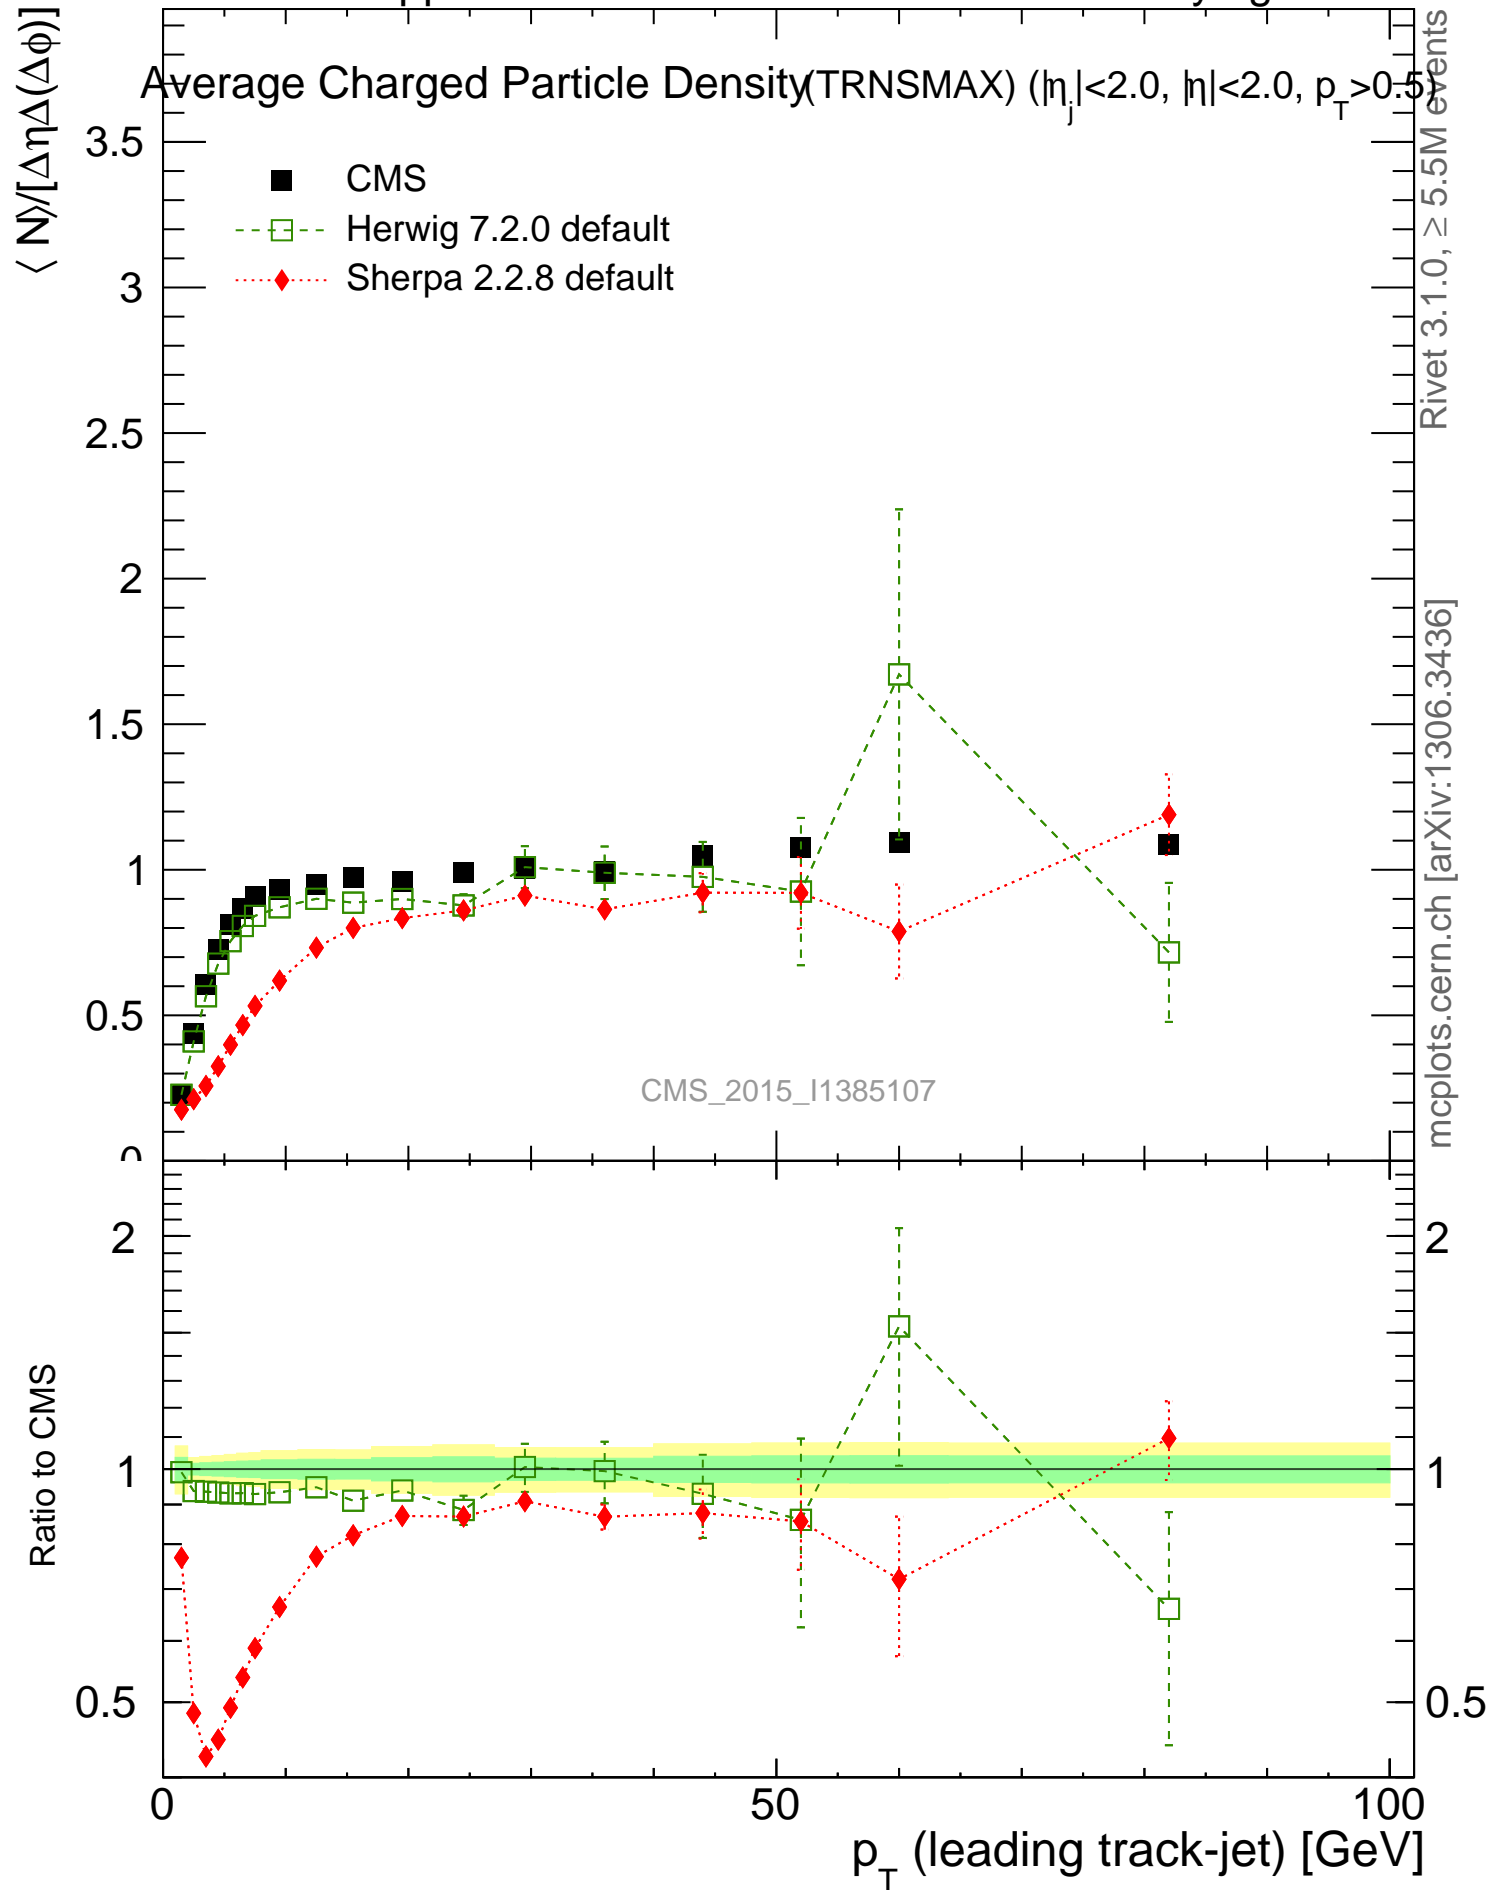 Average Charged Particle Density (TRNSMAX) (|ηj|<2.0, |η|<2.0, pT>0.5)
⟨ N⟩/[ΔηΔ(Δϕ)]
CMS
Herwig 7.2.0 default
Sherpa 2.2.8 default
3.5
3
2.5
2
1.5
1
0.5
0
CMS_2015_I1385107
Rivet 3.1.0, ≥ 5.5M events
mcplots.cern.ch [arXiv:1306.3436]
Ratio to CMS
2
1
0.5
2
1
0.5
0
50
100
pT (leading track-jet) [GeV]